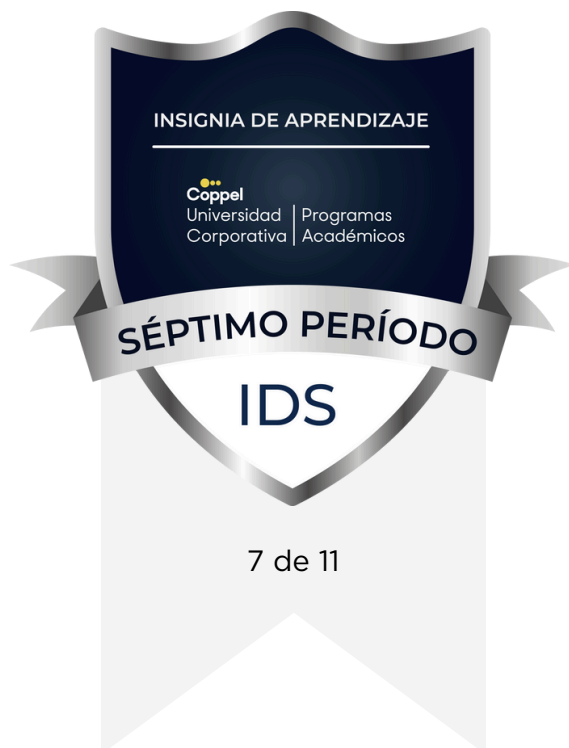 INSIGNIA DE APRENDIZAJE
Coppel
Universidad | Programas
Corporativa | Académicos
SÉPTIMO PERÍODO
IDS
7 de 11